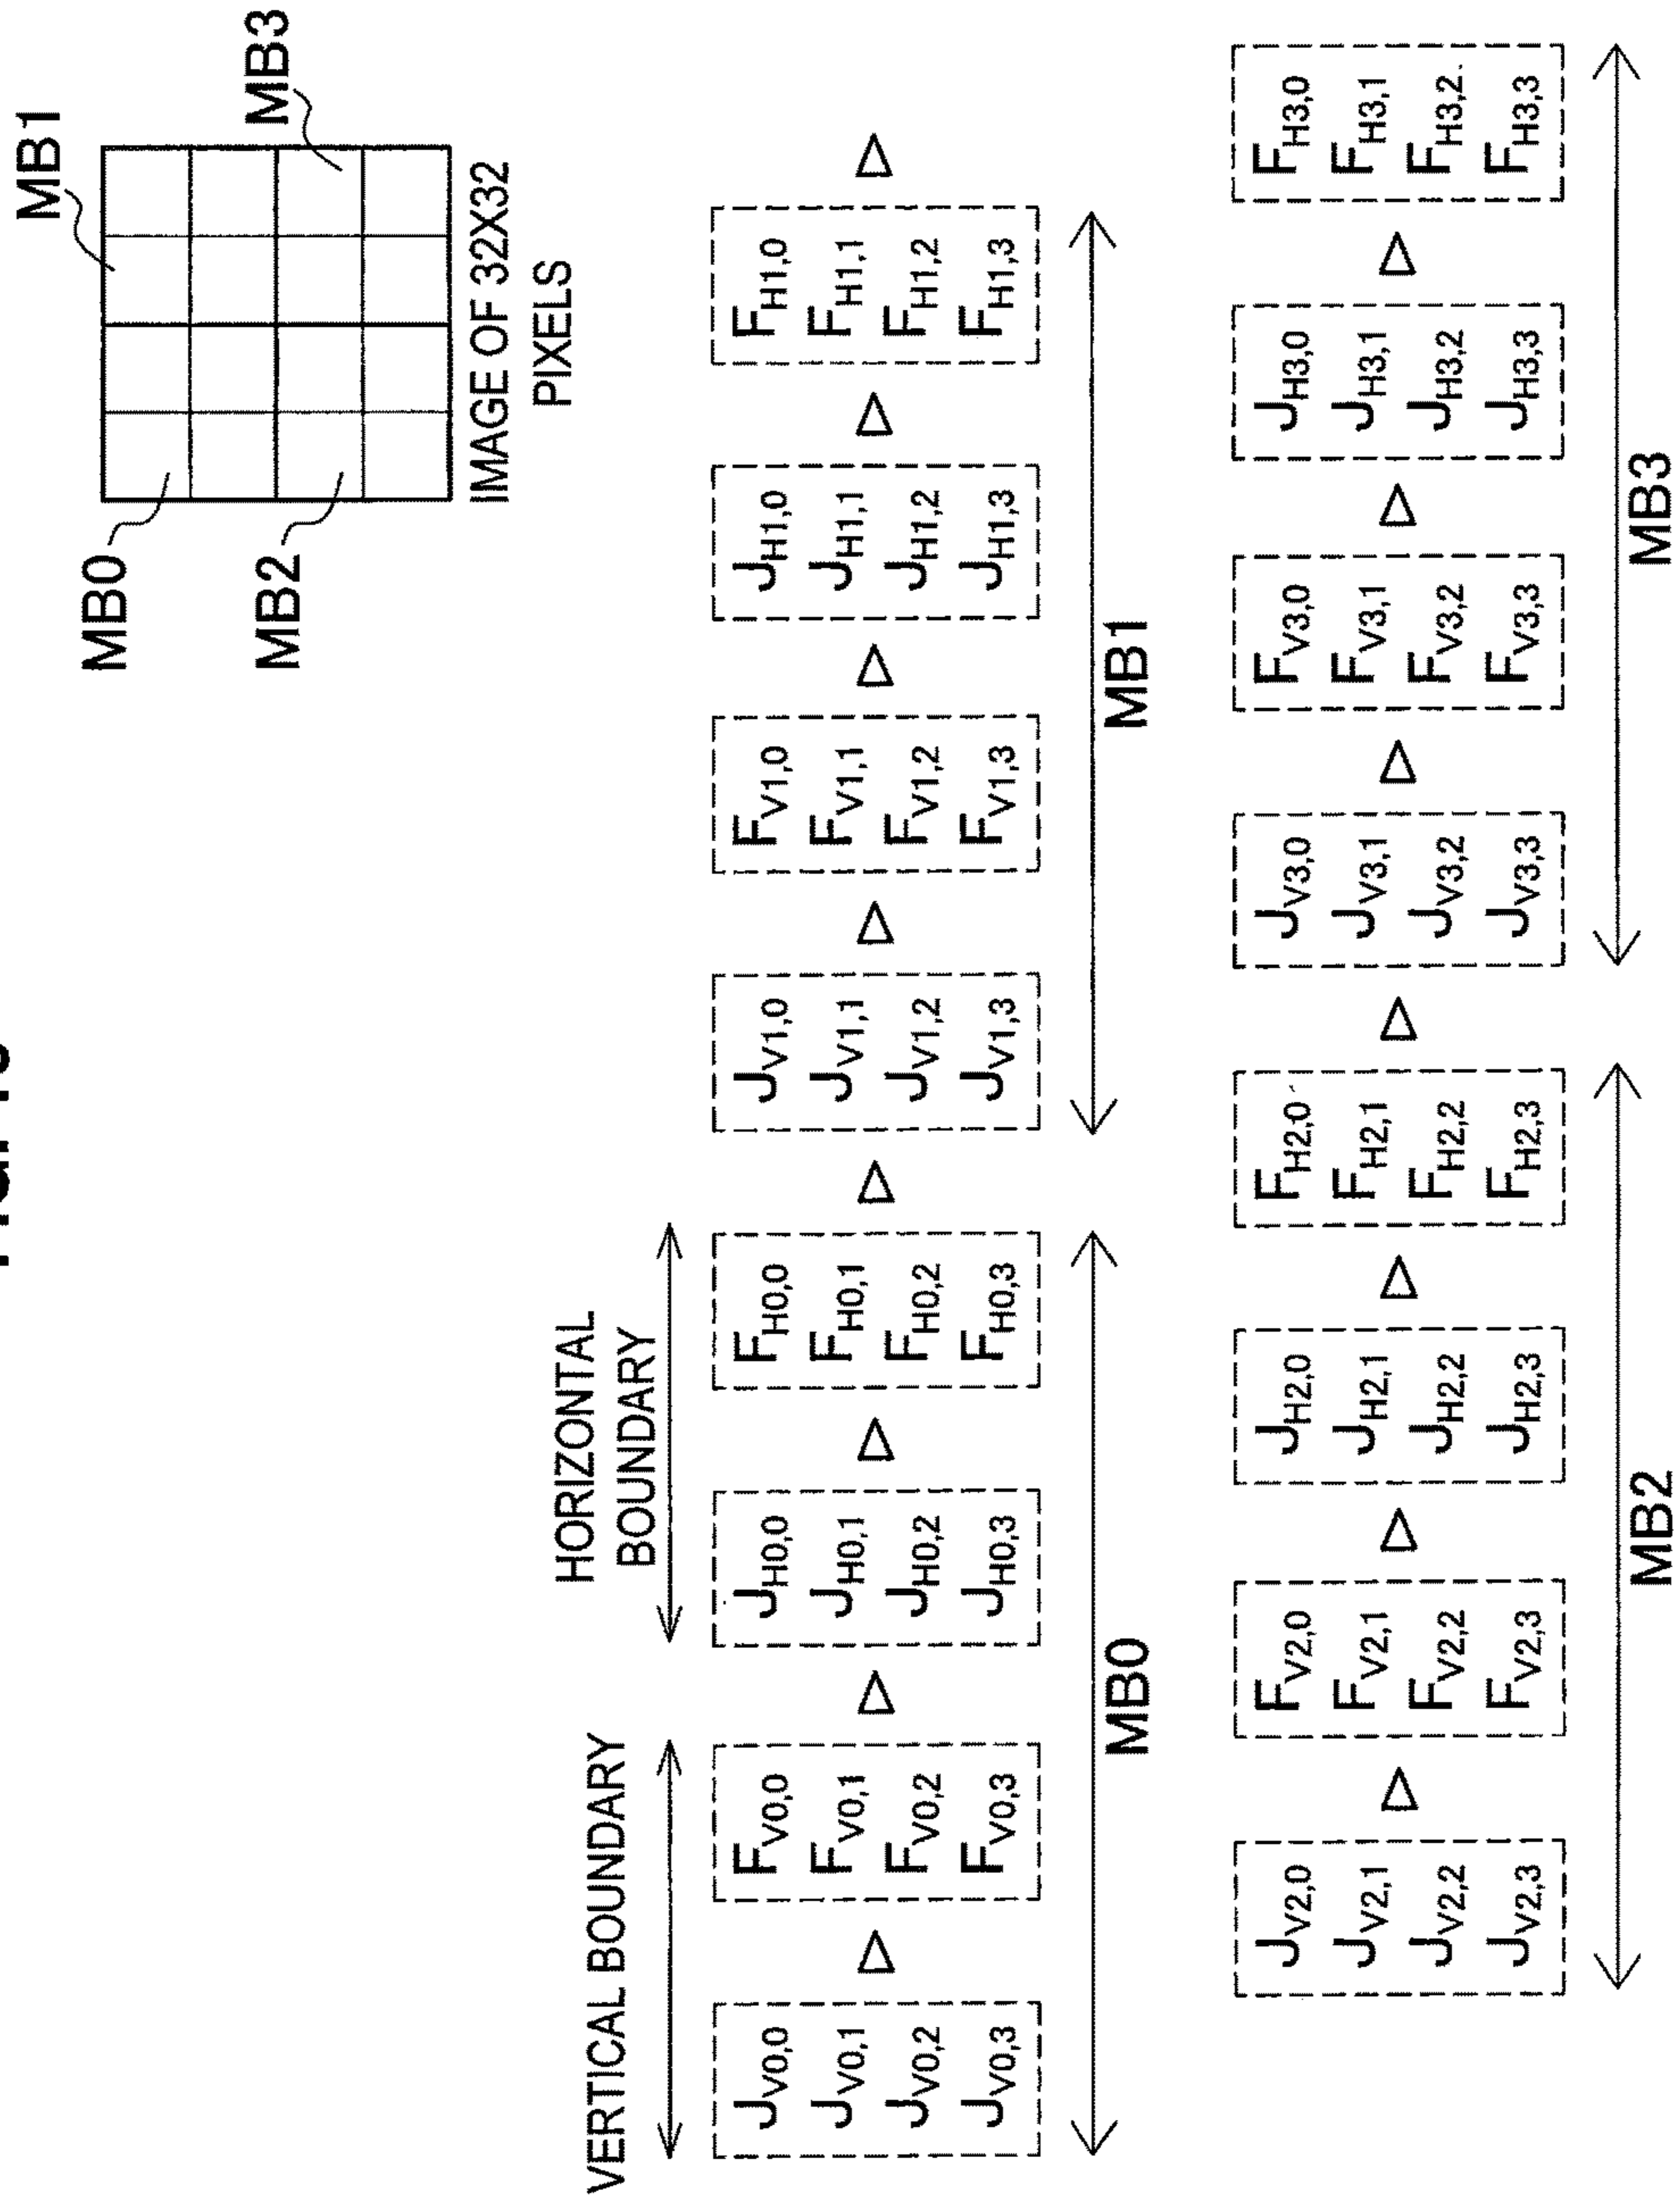 MB0
MB1
MB2
MB3
IMAGE OF 32X32
PIXELS
VERTICAL BOUNDARY
HORIZONTAL
BOUNDARY
JV0,0 ▷ FV0,0 ▷ JH0,0 ▷ FH0,0 ▷ JV1,0 ▷ FV1,0 ▷ JH1,0 ▷ FH1,0 ▷
JV0,1 FV0,1 JH0,1 FH0,1 JV1,1 FV1,1 JH1,1 FH1,1
JV0,2 FV0,2 JH0,2 FH0,2 JV1,2 FV1,2 JH1,2 FH1,2
JV0,3 FV0,3 JH0,3 FH0,3 JV1,3 FV1,3 JH1,3 FH1,3
MB0 MB1
JV2,0 ▷ FV2,0 ▷ JH2,0 ▷ FH2,0 ▷ JV3,0 ▷ FV3,0 ▷ JH3,0 ▷ FH3,0
JV2,1 FV2,1 JH2,1 FH2,1 JV3,1 FV3,1 JH3,1 FH3,1
JV2,2 FV2,2 JH2,2 FH2,2 JV3,2 FV3,2 JH3,2 FH3,2
JV2,3 FV2,3 JH2,3 FH2,3 JV3,3 FV3,3 JH3,3 FH3,3
MB2 MB3